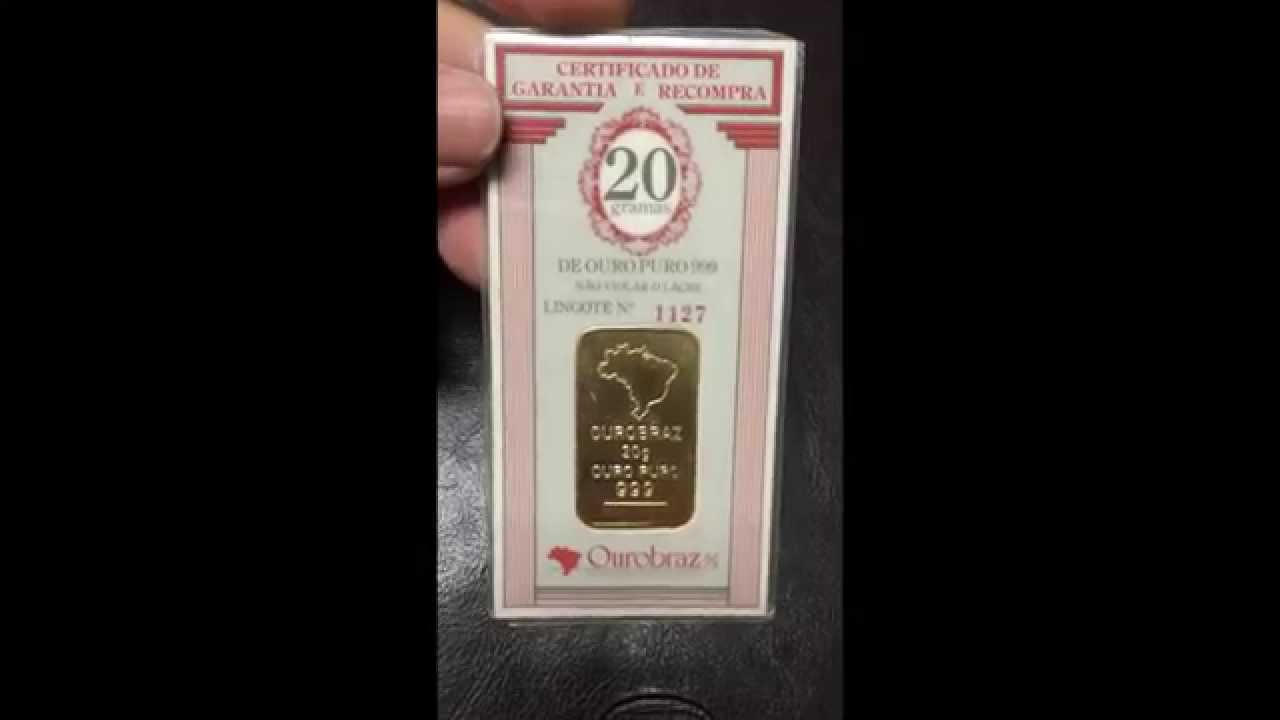 CERTIFICADO DE
GARANTIA E RECOMPRA
20
gramas
DE OURO PURO 999
NÃO VIOLAR O LACRE
LINGOTE Nº 1127
OUROBRAZ
20g
OURO PURO
999
Ourobraz